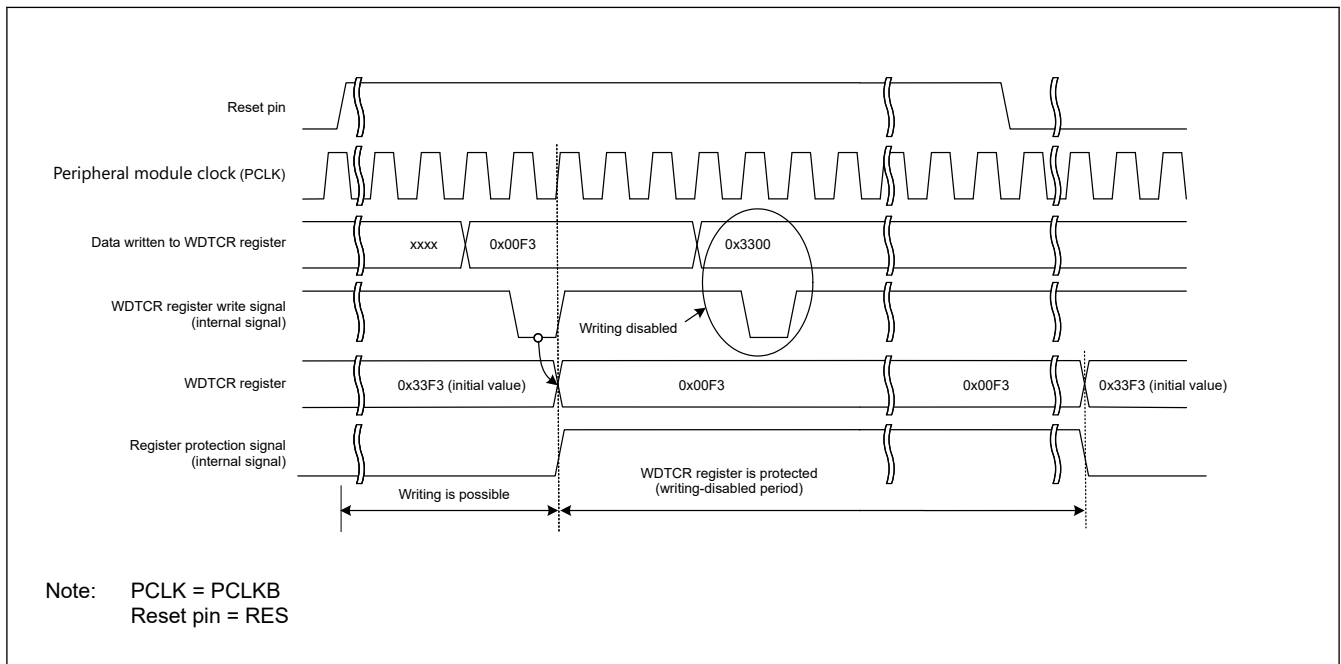 Reset pin
Peripheral module clock (PCLK)
Data written to WDTCR register
xxxx
0x00F3
0x3300
WDTCR register write signal
(internal signal)
Writing disabled
WDTCR register
0x33F3 (initial value)
0x00F3
0x00F3
0x33F3 (initial value)
Register protection signal
(internal signal)
Writing is possible
WDTCR register is protected
(writing-disabled period)
Note: PCLK = PCLKB
Reset pin = RES